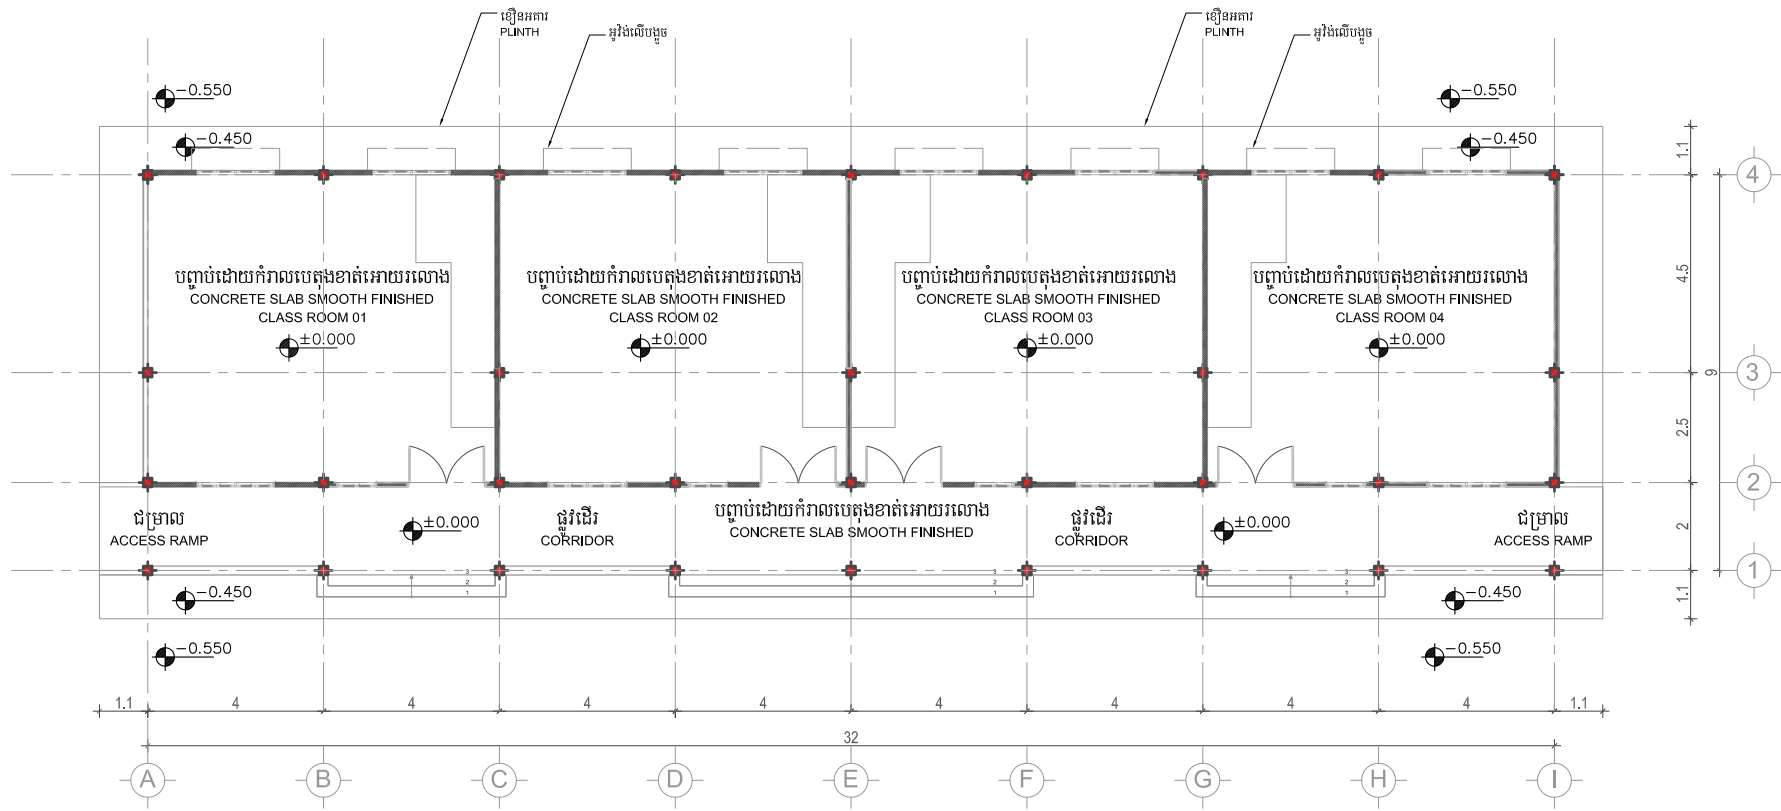 ខឿនអគារ
PLINTH
អូវ៉ង់លើបង្អួច
ខឿនអគារ
PLINTH
អូវ៉ង់លើបង្អួច
-0.550
-0.550
-0.450
-0.450
1.1
4
បញ្ចប់ដោយកំរាលបេតុងខាត់អោយរលោង
CONCRETE SLAB SMOOTH FINISHED
CLASS ROOM 01
±0.000
បញ្ចប់ដោយកំរាលបេតុងខាត់អោយរលោង
CONCRETE SLAB SMOOTH FINISHED
CLASS ROOM 02
±0.000
បញ្ចប់ដោយកំរាលបេតុងខាត់អោយរលោង
CONCRETE SLAB SMOOTH FINISHED
CLASS ROOM 03
±0.000
បញ្ចប់ដោយកំរាលបេតុងខាត់អោយរលោង
CONCRETE SLAB SMOOTH FINISHED
CLASS ROOM 04
±0.000
4.5
9
3
2.5
2
ជម្រាល
ACCESS RAMP
±0.000
ផ្លូវដើរ
CORRIDOR
បញ្ចប់ដោយកំរាលបេតុងខាត់អោយរលោង
CONCRETE SLAB SMOOTH FINISHED
ផ្លូវដើរ
CORRIDOR
±0.000
ជម្រាល
ACCESS RAMP
2
1
3
2
1
3
2
1
3
2
1
1.1
-0.450
-0.450
-0.550
-0.550
1.1 4 4 4 4 4 4 4 4 1.1
32
A B C D E F G H I